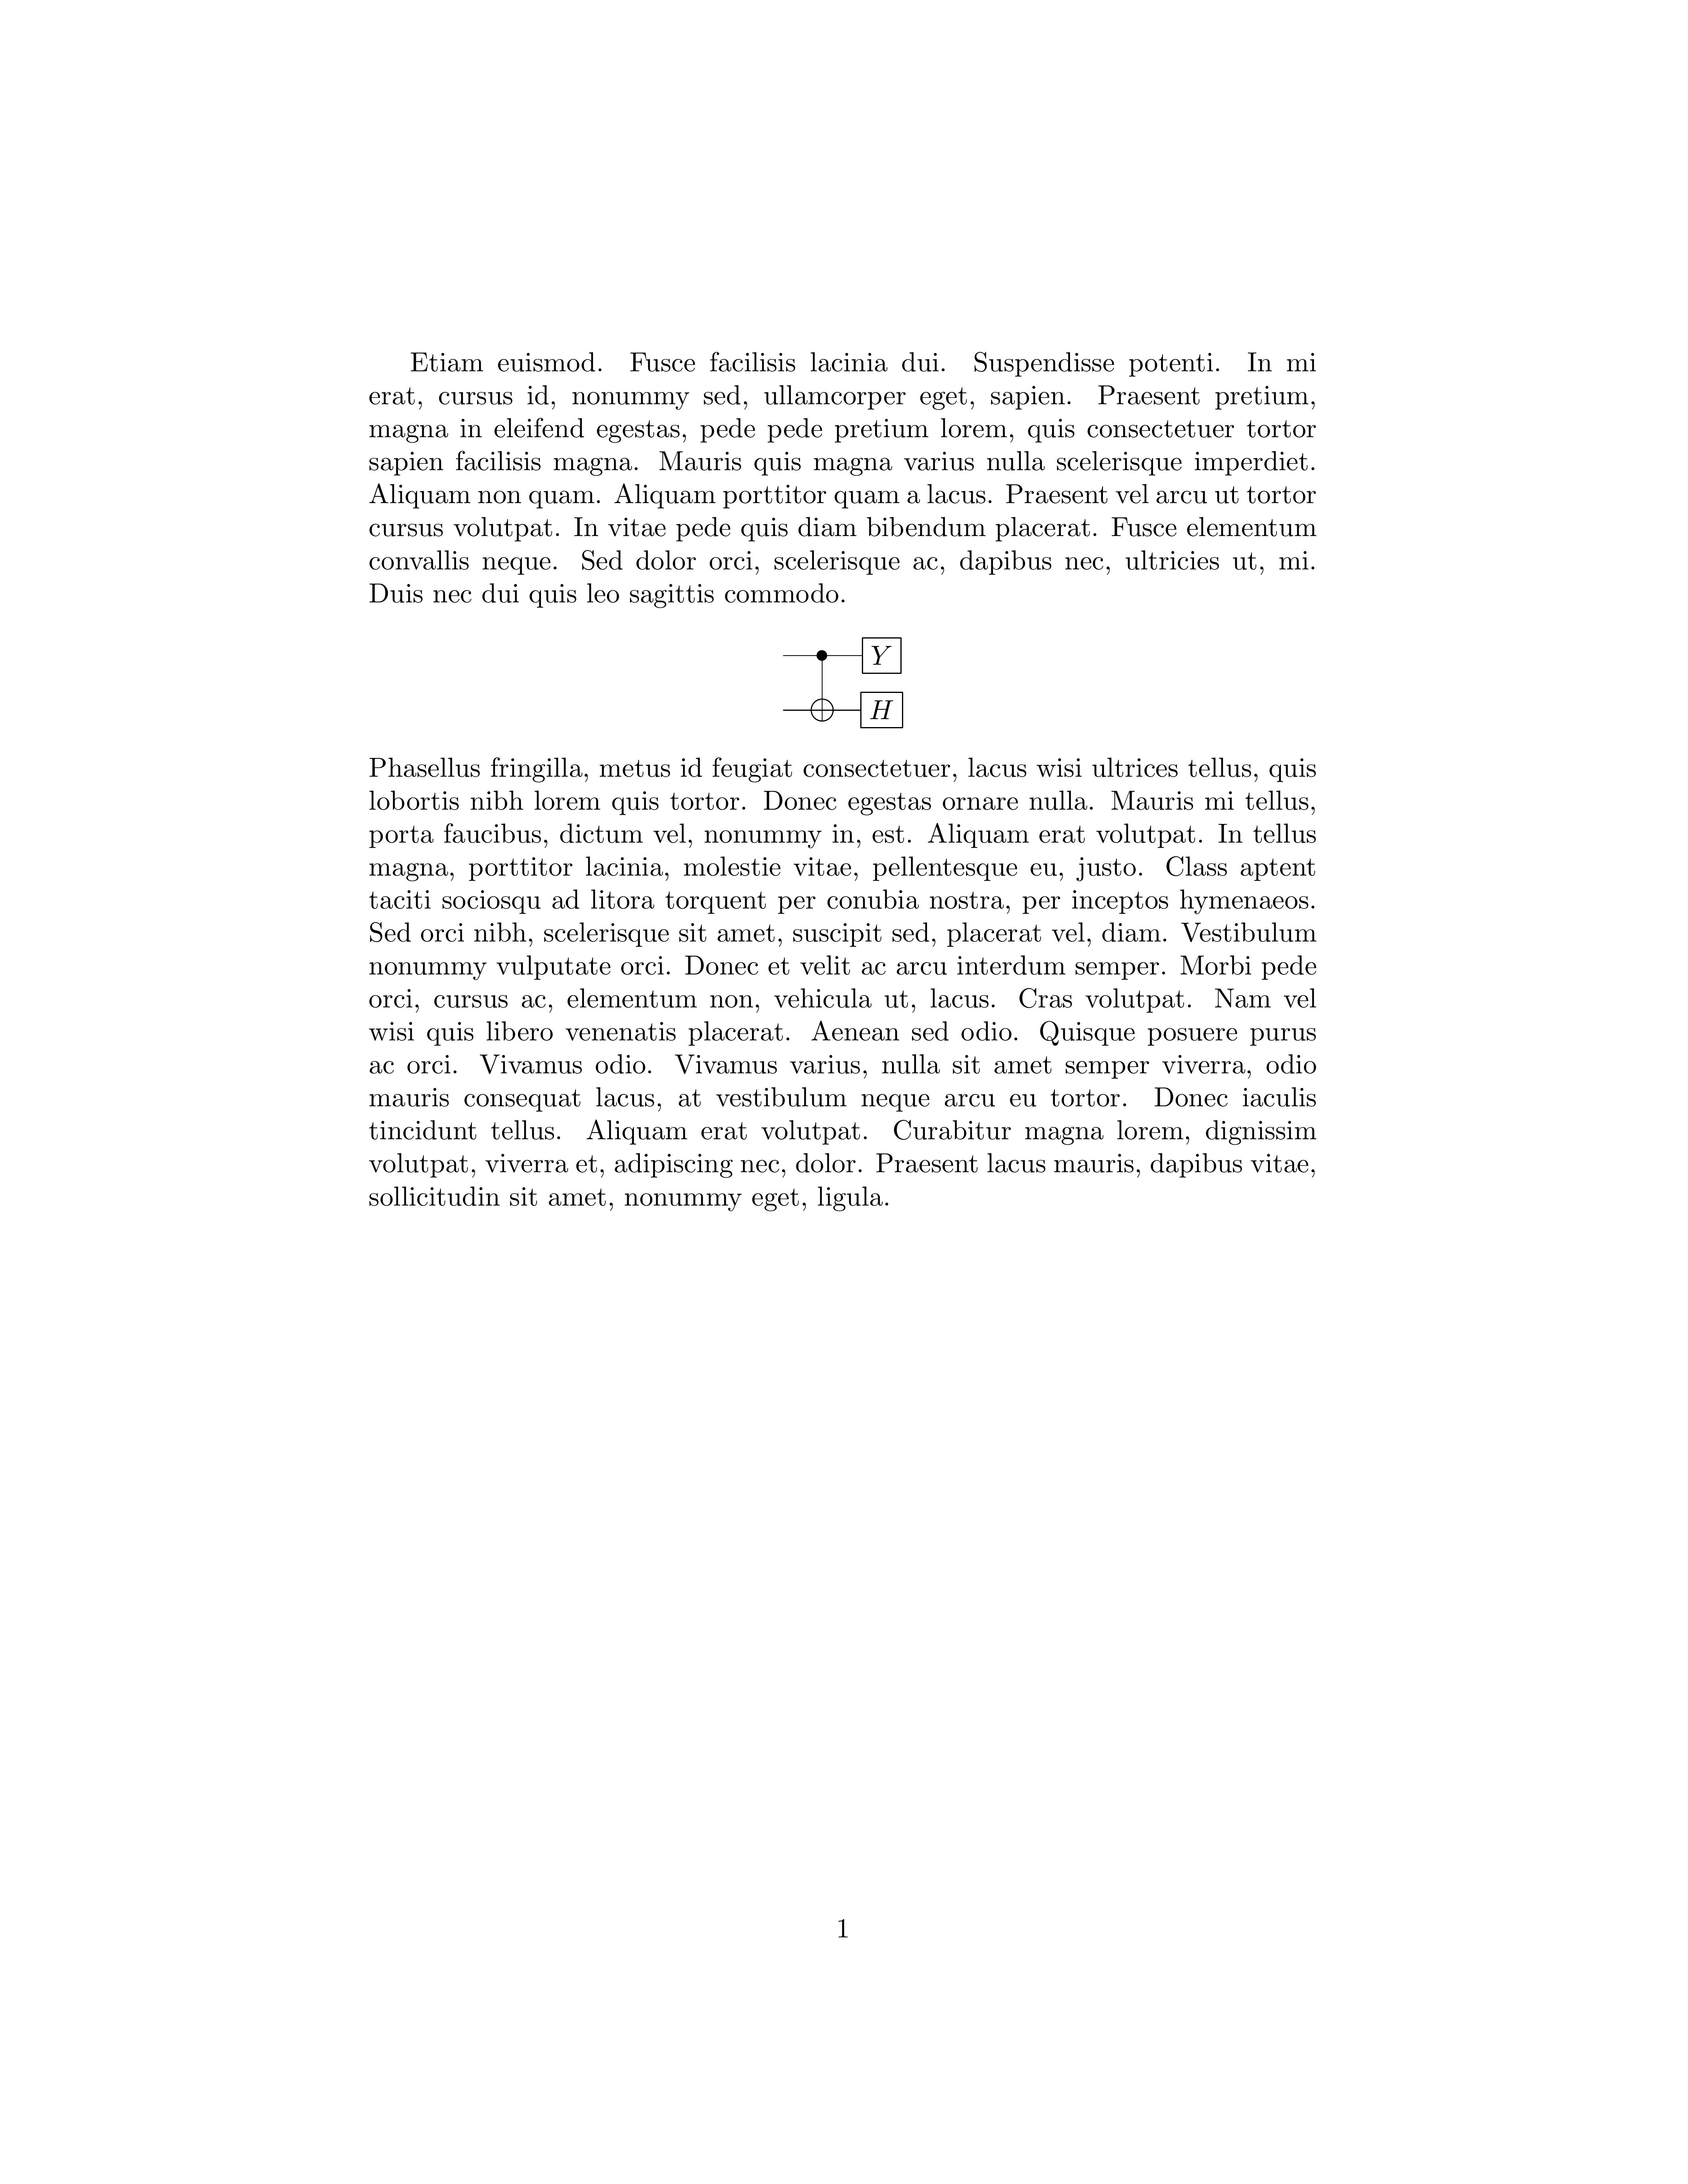 Etiam euismod. Fusce facilisis lacinia dui. Suspendisse potenti. In mi
erat, cursus id, nonummy sed, ullamcorper eget, sapien. Praesent pretium,
magna in eleifend egestas, pede pede pretium lorem, quis consectetuer tortor
sapien facilisis magna. Mauris quis magna varius nulla scelerisque imperdiet.
Aliquam non quam. Aliquam porttitor quam a lacus. Praesent vel arcu ut tortor
cursus volutpat. In vitae pede quis diam bibendum placerat. Fusce elementum
convallis neque. Sed dolor orci, scelerisque ac, dapibus nec, ultricies ut, mi.
Duis nec dui quis leo sagittis commodo.
Y
H
Phasellus fringilla, metus id feugiat consectetuer, lacus wisi ultrices tellus, quis
lobortis nibh lorem quis tortor. Donec egestas ornare nulla. Mauris mi tellus,
porta faucibus, dictum vel, nonummy in, est. Aliquam erat volutpat. In tellus
magna, porttitor lacinia, molestie vitae, pellentesque eu, justo. Class aptent
taciti sociosqu ad litora torquent per conubia nostra, per inceptos hymenaeos.
Sed orci nibh, scelerisque sit amet, suscipit sed, placerat vel, diam. Vestibulum
nonummy vulputate orci. Donec et velit ac arcu interdum semper. Morbi pede
orci, cursus ac, elementum non, vehicula ut, lacus. Cras volutpat. Nam vel
wisi quis libero venenatis placerat. Aenean sed odio. Quisque posuere purus
ac orci. Vivamus odio. Vivamus varius, nulla sit amet semper viverra, odio
mauris consequat lacus, at vestibulum neque arcu eu tortor. Donec iaculis
tincidunt tellus. Aliquam erat volutpat. Curabitur magna lorem, dignissim
volutpat, viverra et, adipiscing nec, dolor. Praesent lacus mauris, dapibus vitae,
sollicitudin sit amet, nonummy eget, ligula.
1